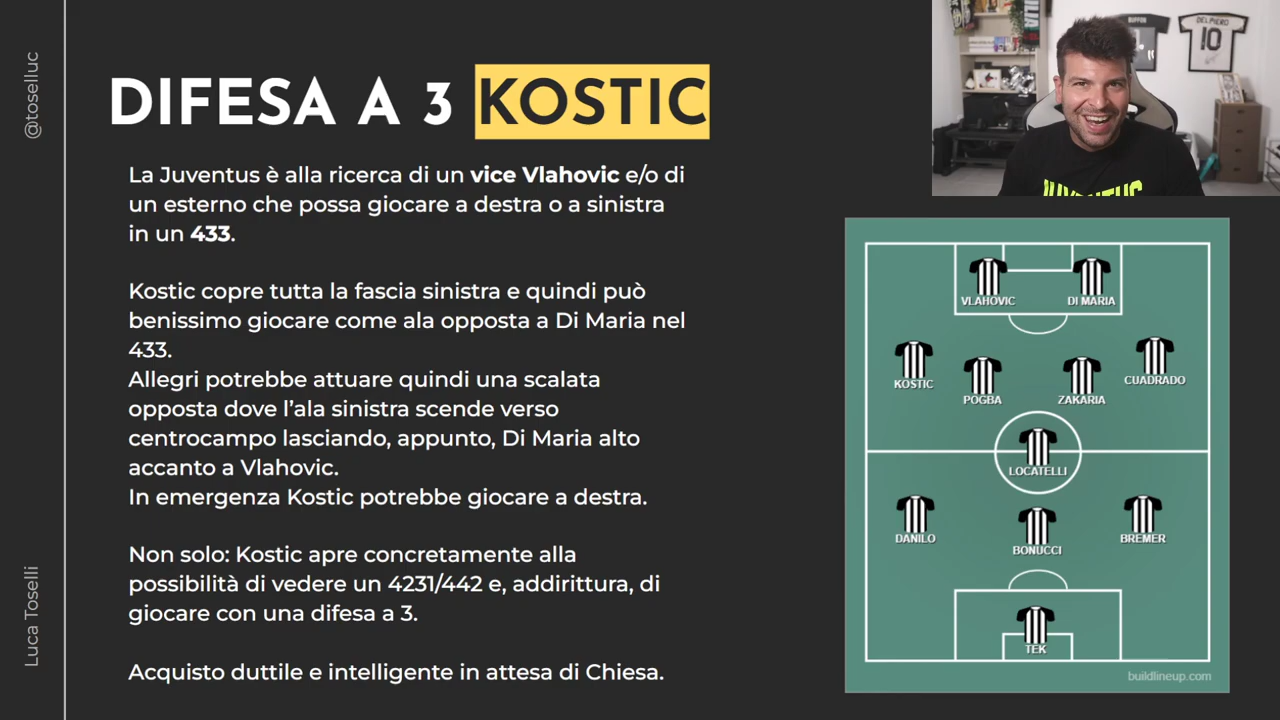 @toselluc
Luca Toselli
DIFESA A 3 KOSTIC
La Juventus è alla ricerca di un vice Vlahovic e/o di
un esterno che possa giocare a destra o a sinistra
in un 433.
Kostic copre tutta la fascia sinistra e quindi può
benissimo giocare come ala opposta a Di Maria nel
433.
Allegri potrebbe attuare quindi una scalata
opposta dove l’ala sinistra scende verso
centrocampo lasciando, appunto, Di Maria alto
accanto a Vlahovic.
In emergenza Kostic potrebbe giocare a destra.
Non solo: Kostic apre concretamente alla
possibilità di vedere un 4231/442 e, addirittura, di
giocare con una difesa a 3.
Acquisto duttile e intelligente in attesa di Chiesa.
BUFFON
DEL PIERO
10
JUVENTUS
VLAHOVIC
DI MARIA
KOSTIC
POGBA
ZAKARIA
CUADRADO
LOCATELLI
DANILO
BONUCCI
BREMER
TEK
buildlineup.com